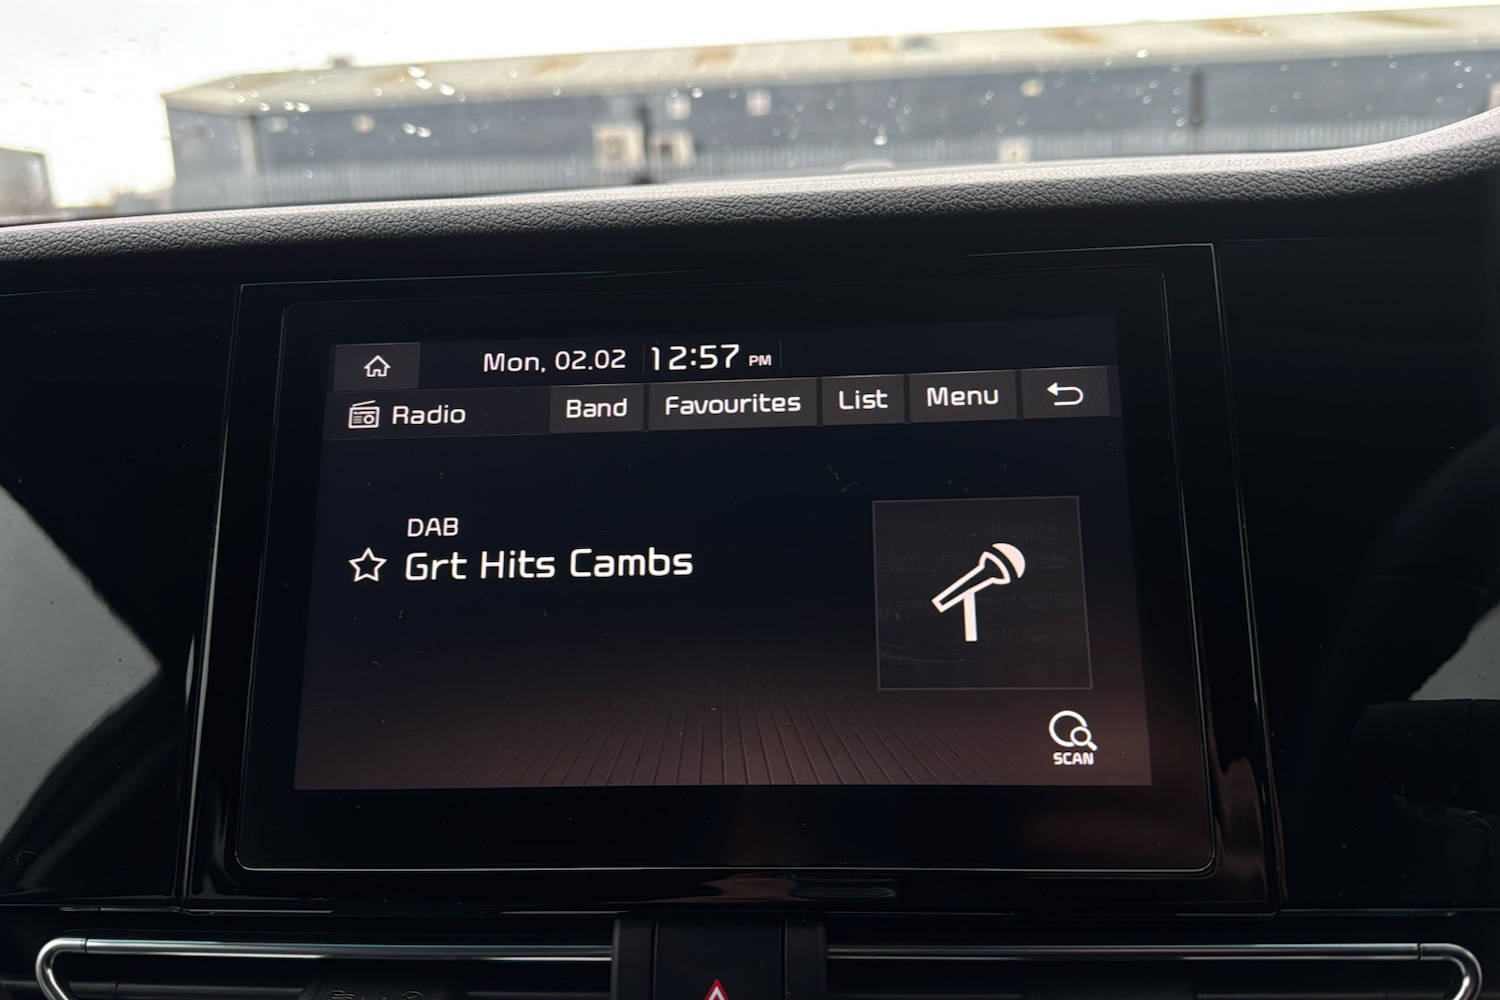 Mon, 02.02 12:57 PM
Radio Band Favourites List Menu
DAB
Grt Hits Cambs
SCAN